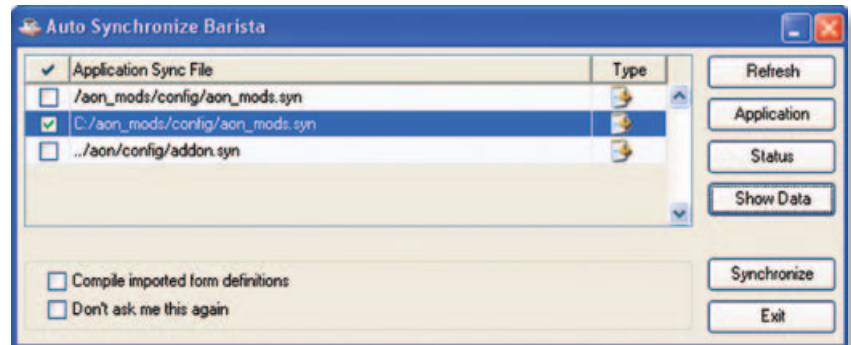 Auto Synchronize Barista
Application Sync File Type
/aon_mods/config/aon_mods.syn
C:/aon_mods/config/aon_mods.syn
../aon/config/addon.syn
Refresh
Application
Status
Show Data
Compile imported form definitions
Don't ask me this again
Synchronize
Exit